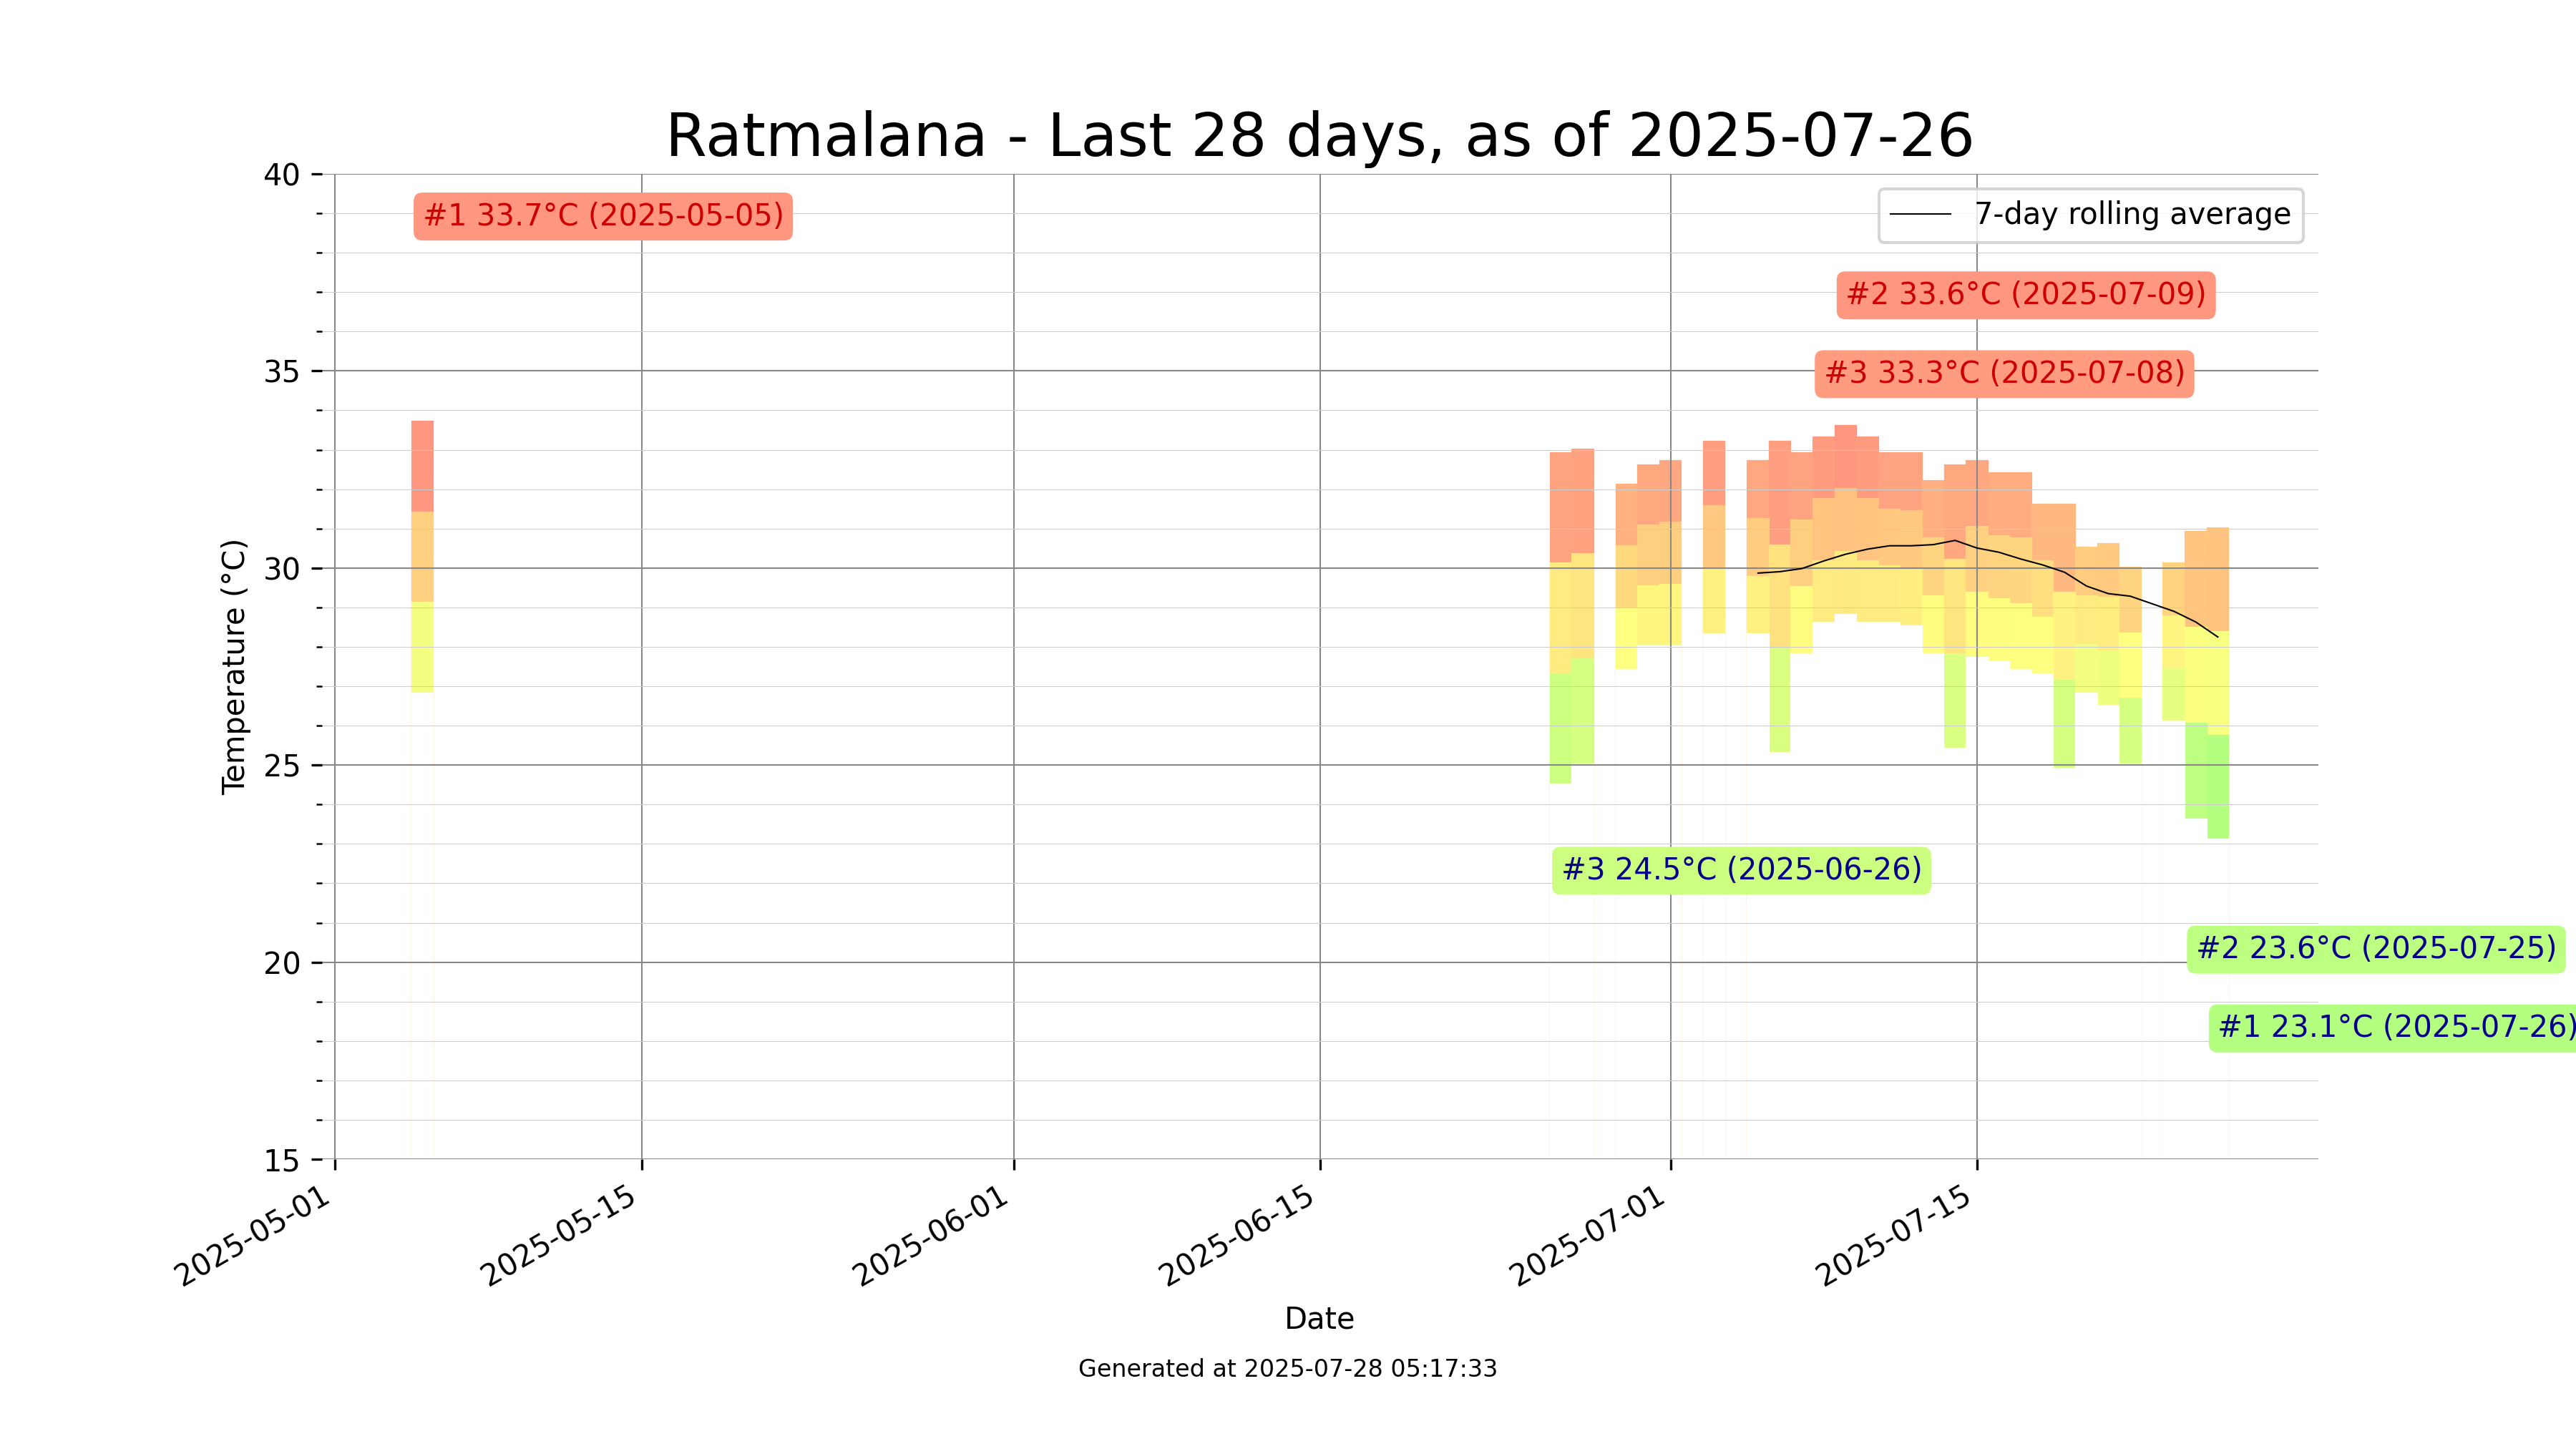 Ratmalana - Last 28 days, as of 2025-07-26
40
#1 33.7°C (2025-05-05)
7-day rolling average
#2 33.6°C (2025-07-09)
35
#3 33.3°C (2025-07-08)
30
Temperature (°C)
25
#3 24.5°C (2025-06-26)
#2 23.6°C (2025-07-25)
20
#1 23.1°C (2025-07-26)
15
2025-05-01
2025-05-15
2025-06-01
2025-06-15
2025-07-01
2025-07-15
Date
Generated at 2025-07-28 05:17:33